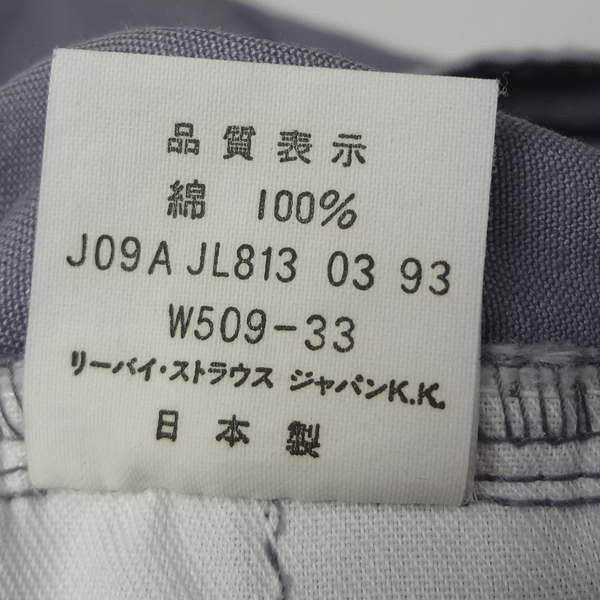 品質表示
綿 100%
J09A JL813 03 93
W509-33
リーバイ・ストラウス ジャパンK.K.
日本製